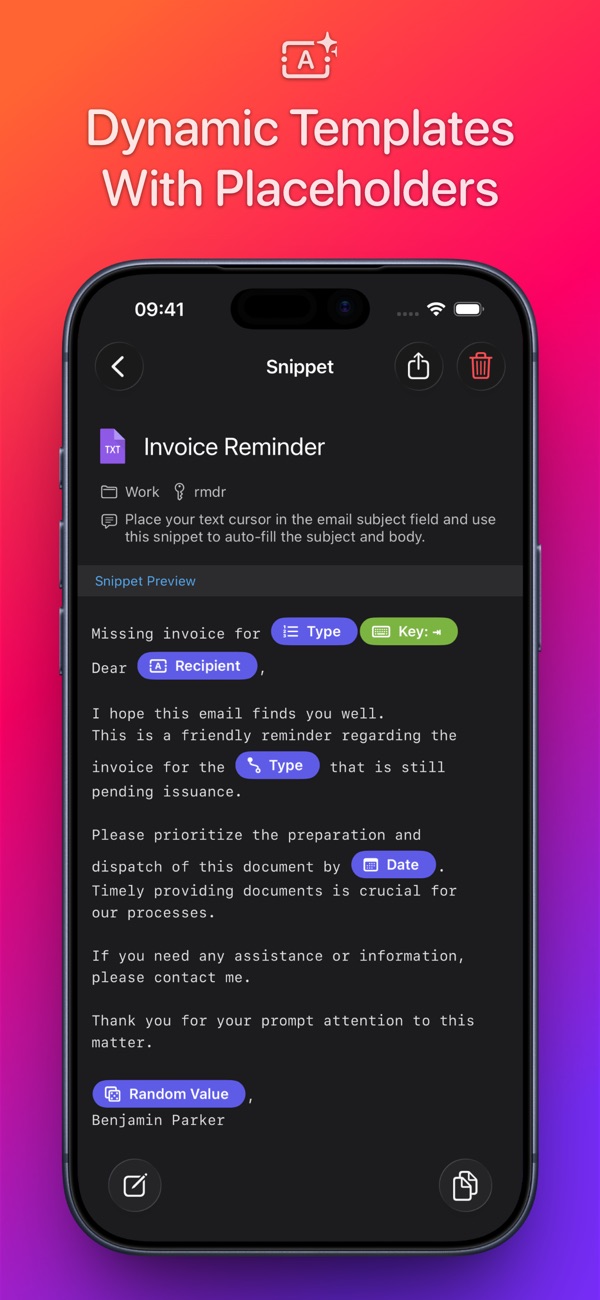 A
Dynamic Templates
With Placeholders
09:41
Snippet
TXT
Invoice Reminder
Work rmdr
Place your text cursor in the email subject field and use
this snippet to auto-fill the subject and body.
Snippet Preview
Missing invoice for Type Key: ⇥
Dear A Recipient,
I hope this email finds you well.
This is a friendly reminder regarding the
invoice for the Type that is still
pending issuance.
Please prioritize the preparation and
dispatch of this document by Date.
Timely providing documents is crucial for
our processes.
If you need any assistance or information,
please contact me.
Thank you for your prompt attention to this
matter.
Random Value,
Benjamin Parker